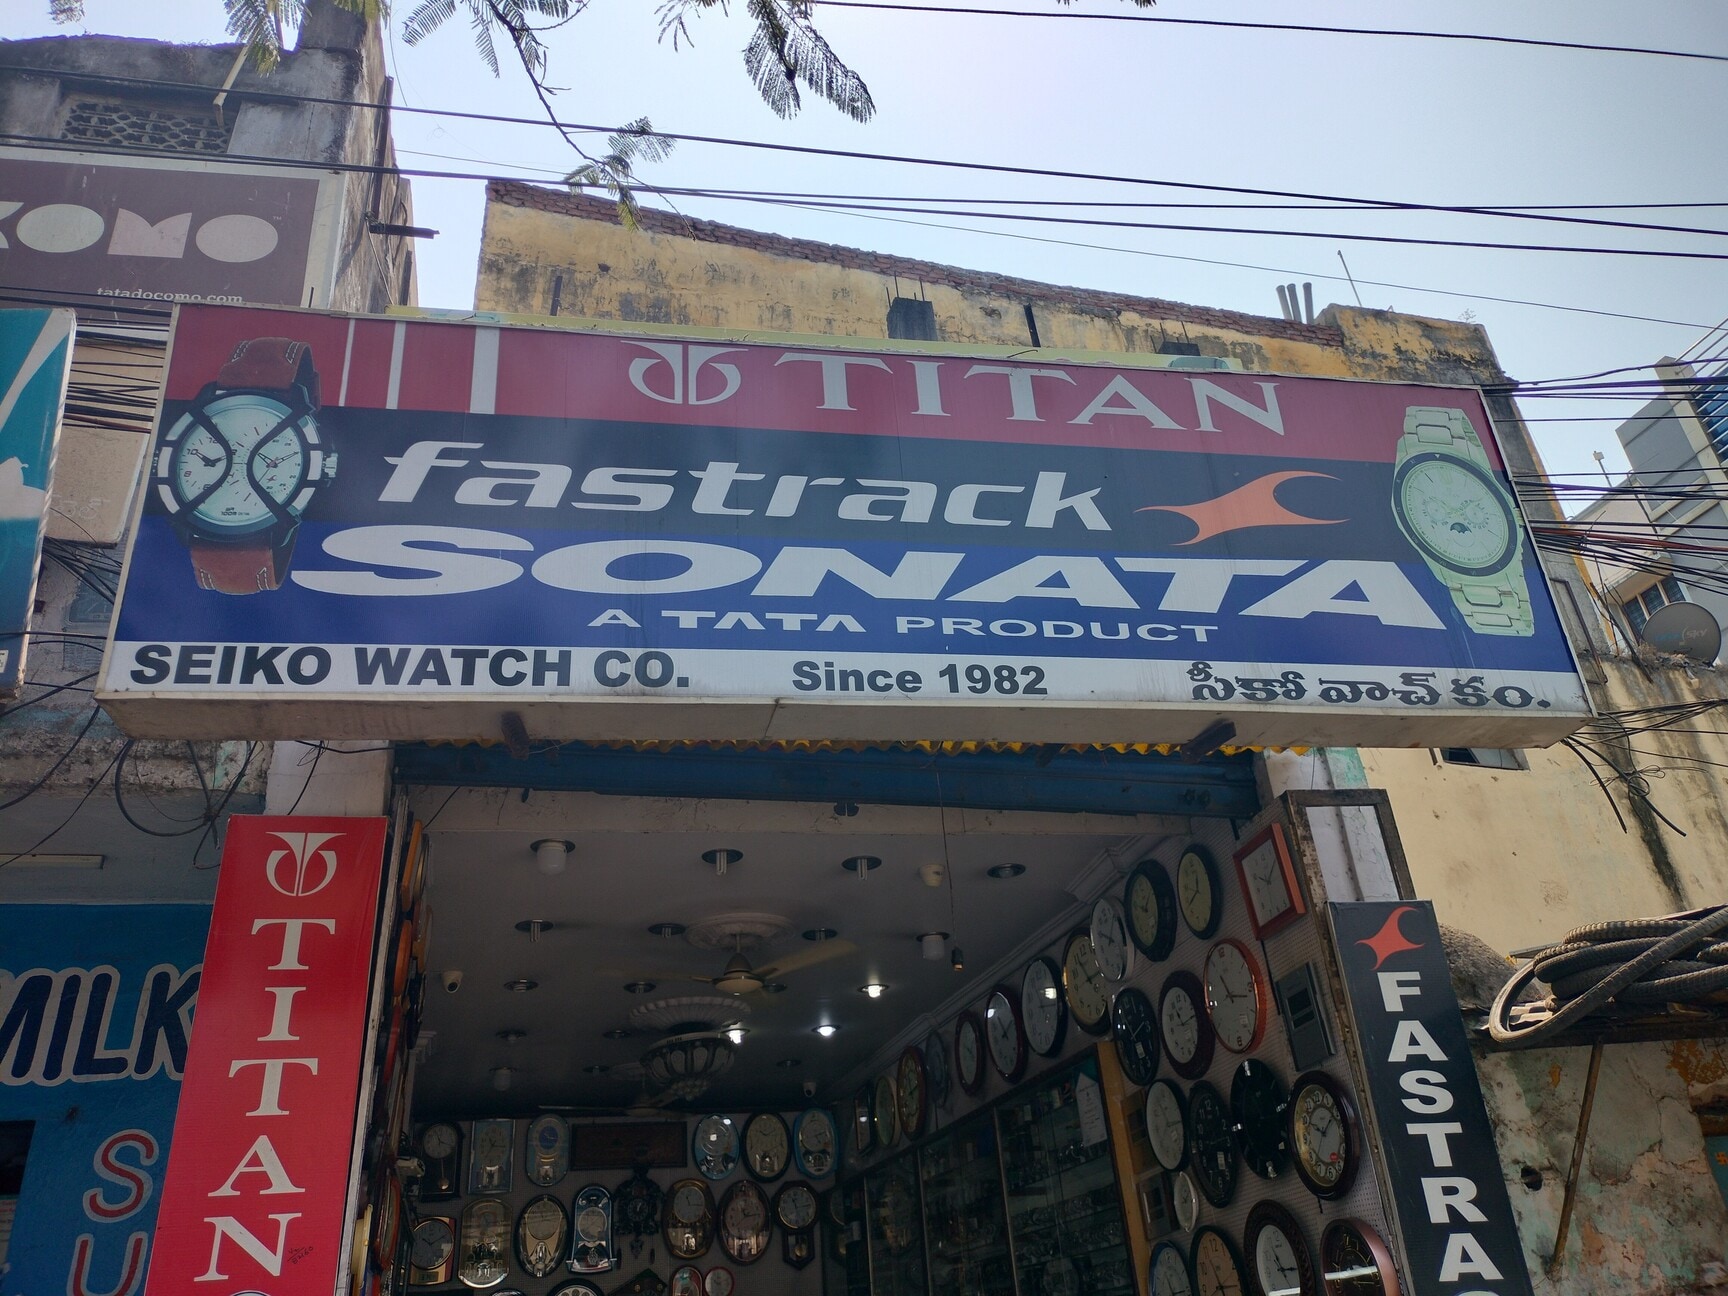 KOMO
tatadocomo.com
TITAN
fastrack
SONATA
A TATA PRODUCT
SEIKO WATCH CO. Since 1982 సీకో వాచ్ కం.
TITAN
FASTRA
MILK
S
U